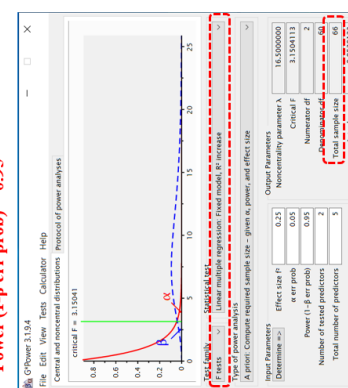 Power (1-β err prob) = 0.95
G*Power 3.1.9.4
File Edit View Tests Calculator Help
Central and noncentral distributions Protocol of power analyses
critical F = 3.15041
0.8
0.6
0.4
0.2
0
β
α
0 5 10 15 20 25
Test family Statistical test
F tests Linear multiple regression: Fixed model, R² increase
Type of power analysis
A priori: Compute required sample size - given α, power, and effect size
Input Parameters Output Parameters
Determine => Effect size f² 0.25 Noncentrality parameter λ 16.5000000
α err prob 0.05 Critical F 3.1504113
Power (1-β err prob) 0.95 Numerator df 2
Number of tested predictors 2 Denominator df 60
Total number of predictors 5 Total sample size 66